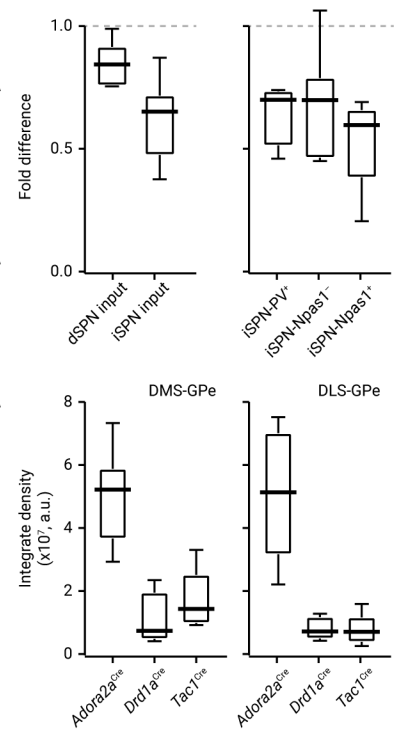 Fold difference
1.0
0.5
0.0
dSPN input
iSPN input
iSPN-PV⁺
iSPN-Npas1⁻
iSPN-Npas1⁺
DMS-GPe
DLS-GPe
Integrate density
(x10⁷, a.u.)
8
6
4
2
0
Adora2aᶜʳᵉ
Drd1aᶜʳᵉ
Tac1ᶜʳᵉ
Adora2aᶜʳᵉ
Drd1aᶜʳᵉ
Tac1ᶜʳᵉ